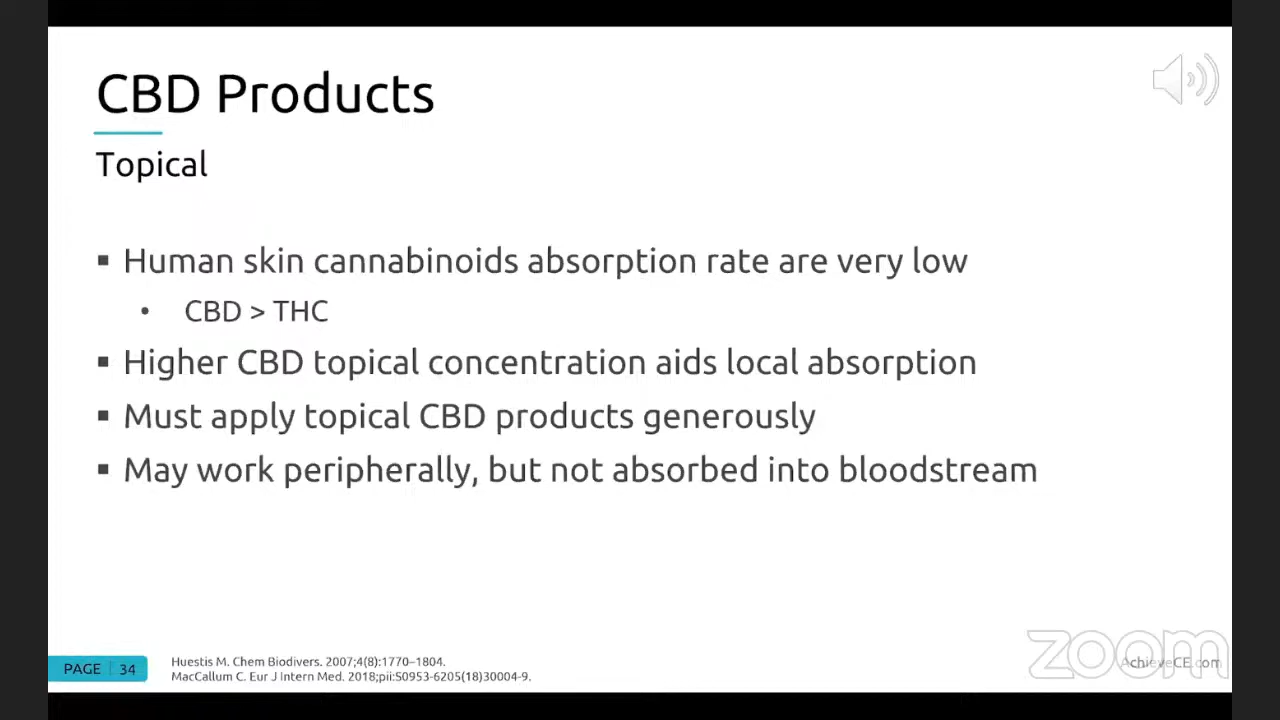 CBD Products
Topical
▪ Human skin cannabinoids absorption rate are very low
• CBD > THC
▪ Higher CBD topical concentration aids local absorption
▪ Must apply topical CBD products generously
▪ May work peripherally, but not absorbed into bloodstream
PAGE | 34
Huestis M. Chem Biodivers. 2007;4(8):1770–1804.
MacCallum C. Eur J Intern Med. 2018;pii:S0953-6205(18)30004-9.
zoom
AchieveCE.com